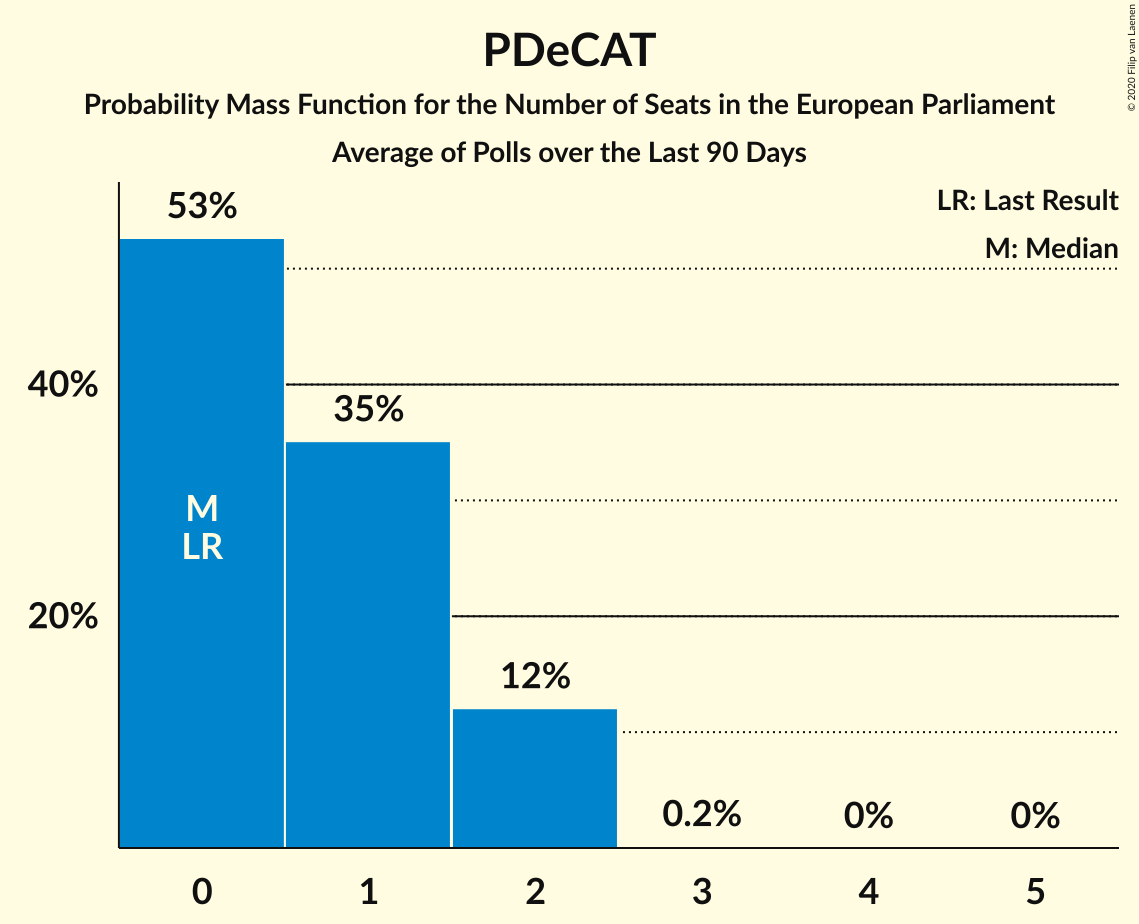 PDeCAT
Probability Mass Function for the Number of Seats in the European Parliament
Average of Polls over the Last 90 Days
© 2020 Filip van Laenen
LR: Last Result
M: Median
53%
40%
35%
M
LR
20%
12%
0.2%
0%
0%
0
1
2
3
4
5